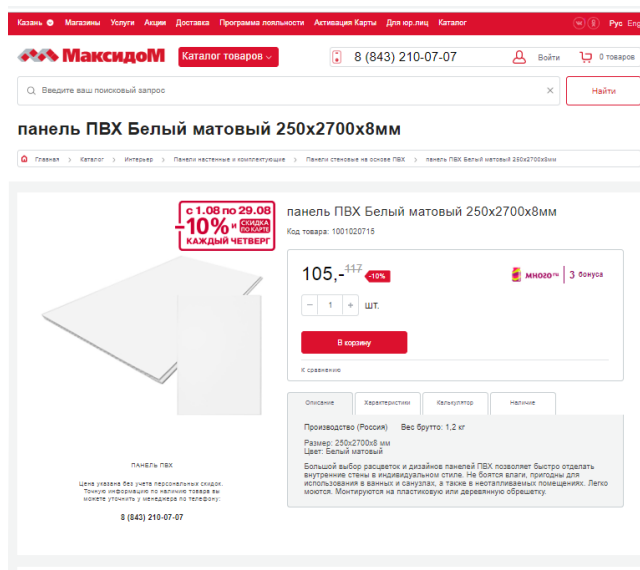 Казань Магазины Услуги Акции Доставка Программа лояльности Активация Карты Для юр.лиц Каталог Рус Eng
МаксидоМ Каталог товаров 8 (843) 210-07-07 Войти 0 товаров
Введите ваш поисковый запрос Найти
панель ПВХ Белый матовый 250х2700х8мм
Главная > Каталог > Интерьер > Панели настенные и комплектующие > Панели стеновые на основе ПВХ > панель ПВХ Белый матовый 250х2700х8мм
с 1.08 по 29.08
-10% и СКИДКА ПО КАРТЕ
КАЖДЫЙ ЧЕТВЕРГ
панель ПВХ Белый матовый 250х2700х8мм
Код товара: 1001020715
105,- 117 -10% много.ru 3 бонуса
− 1 + шт.
В корзину
К сравнению
Описание Характеристики Калькулятор Наличие
Производство (Россия) Вес брутто: 1,2 кг
Размер: 250х2700х8 мм
Цвет: Белый матовый
Большой выбор расцветок и дизайнов панелей ПВХ позволяет быстро отделать
внутренние стены в индивидуальном стиле. Не боятся влаги, пригодны для
использования в ванных и санузлах, а также в неотапливаемых помещениях. Легко
моются. Монтируются на пластиковую или деревянную обрешетку.
ПАНЕЛЬ ПВХ
Цена указана без учета персональных скидок.
Точную информацию по наличию товара вы
можете уточнить у менеджера по телефону:
8 (843) 210-07-07